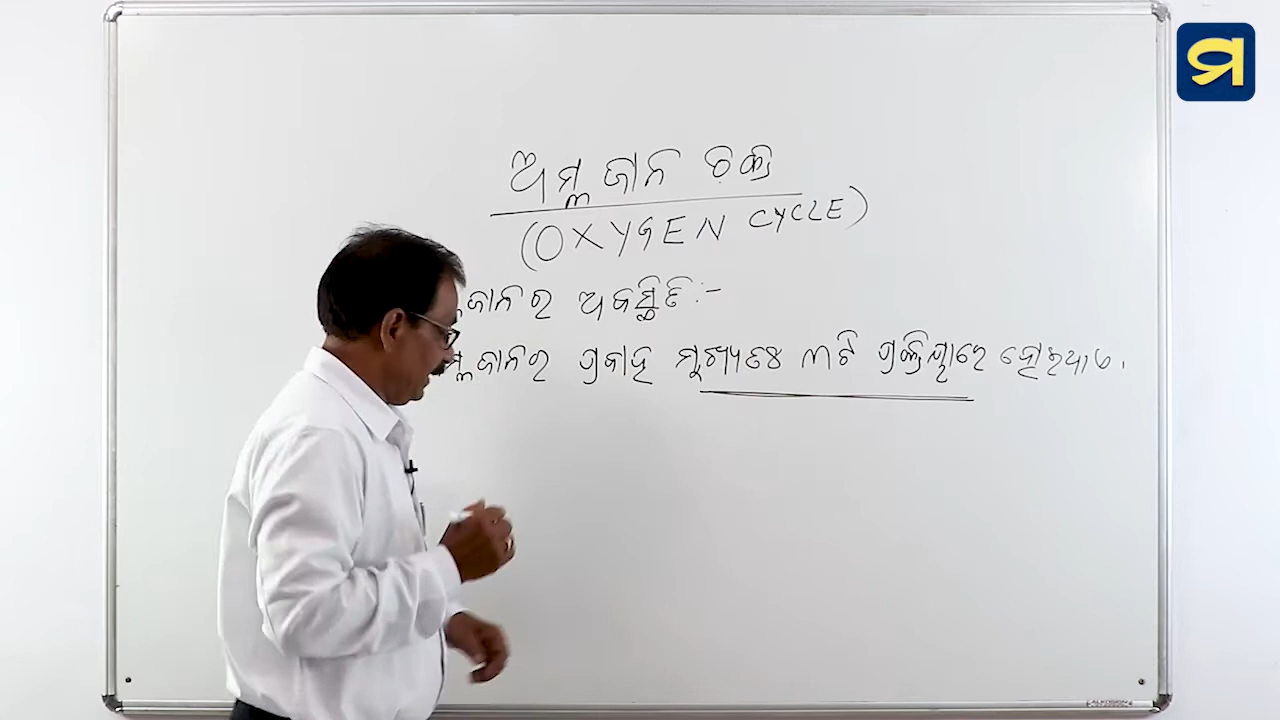 ମ
ଅମ୍ଳଜାନ ଚକ୍ର
(OXYGEN CYCLE)
ଜାନର ଅବସ୍ଥିତି :-
ମ୍ଳଜାନର ପ୍ରବାହ ମୁଖ୍ୟତଃ ୩ଟି ପ୍ରକ୍ରିୟାରେ ହୋଇଥାଏ.